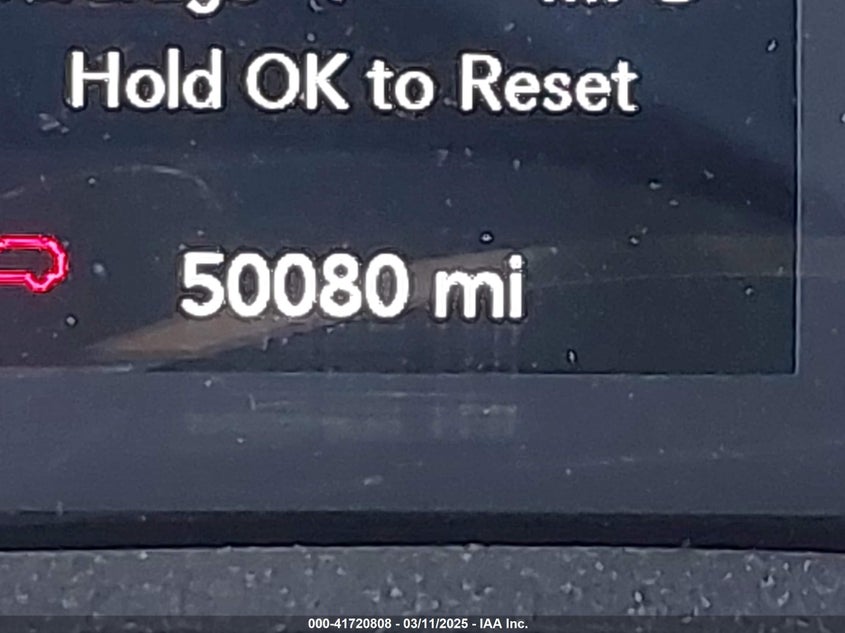 Hold OK to Reset
50080 mi
000-41720808 - 03/11/2025 - IAA Inc.